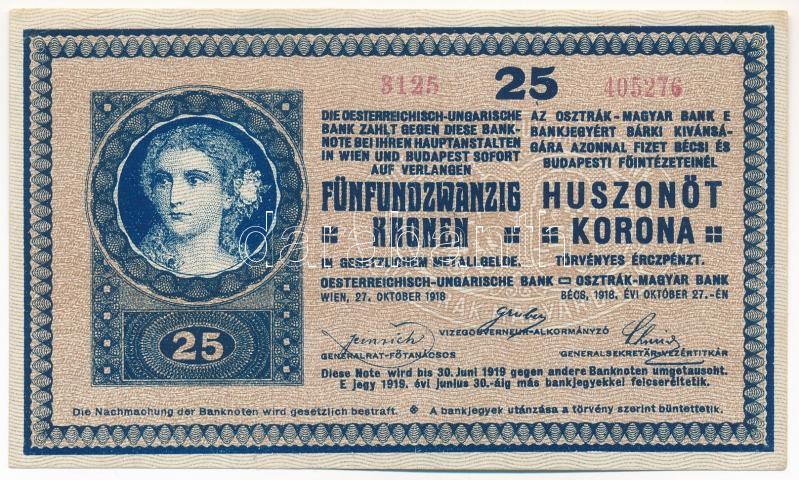 3125 25 405276
DIE OESTERREICHISCH-UNGARISCHE
BANK ZAHLT GEGEN DIESE BANK-
NOTE BEI IHREN HAUPTANSTALTEN
IN WIEN UND BUDAPEST SOFORT
AUF VERLANGEN
FÜNFUNDZWANZIG
KRONEN
IN GESETZLICHEM METALLGELDE.
OESTERREICHISCH-UNGARISCHE BANK
WIEN, 27. OKTOBER 1918
AZ OSZTRÁK-MAGYAR BANK E
BANKJEGYÉRT BÁRKI KIVÁNSÁ-
GÁRA AZONNAL FIZET BÉCSI ÉS
BUDAPESTI FŐINTÉZETEINÉL
HUSZONÖT
KORONA
TÖRVÉNYES ÉRCZPÉNZT.
OSZTRÁK-MAGYAR BANK
BÉCS, 1918. ÉVI OKTOBER 27.-ÉN
darabanth
Gruber
VIZEGOUVERNEUR-ALKORMÁNYZÓ
GENERALRAT-FŐTANÁCSOS
GENERALSEKRETÄR-VEZÉRTITKÁR
25
Diese Note wird bis 30. Juni 1919 gegen andere Banknoten umgetauscht.
E jegy 1919. évi junius 30.-áig más bankjegyekkel felcseréltetik.
Die Nachmachung der Banknoten wird gesetzlich bestraft. A bankjegyek utánzása a törvény szerint büntettetik.